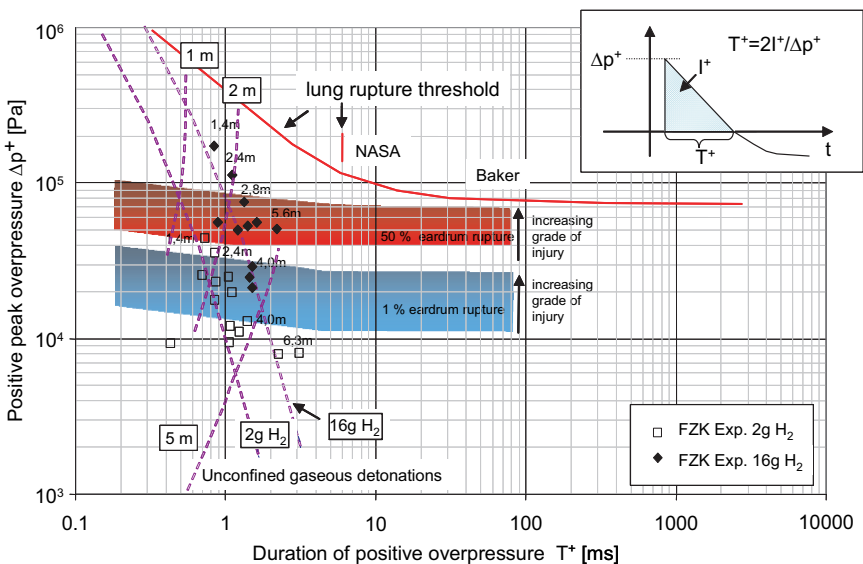 10⁶
10⁵
10⁴
10³
Positive peak overpressure Δp⁺ [Pa]
1 m
2 m
lung rupture threshold
NASA
Baker
1,4m
2,4m
2,8m
5.6m
1,4m
2,4m
4,0m
4,0m
6,3m
50 % eardrum rupture
1 % eardrum rupture
increasing
grade of
injury
increasing
grade of
injury
5 m
2g H₂
16g H₂
Unconfined gaseous detonations
FZK Exp. 2g H₂
FZK Exp. 16g H₂
Δp⁺
I⁺
T⁺=2I⁺/Δp⁺
T⁺
t
0.1
1
10
100
1000
10000
Duration of positive overpressure T⁺ [ms]